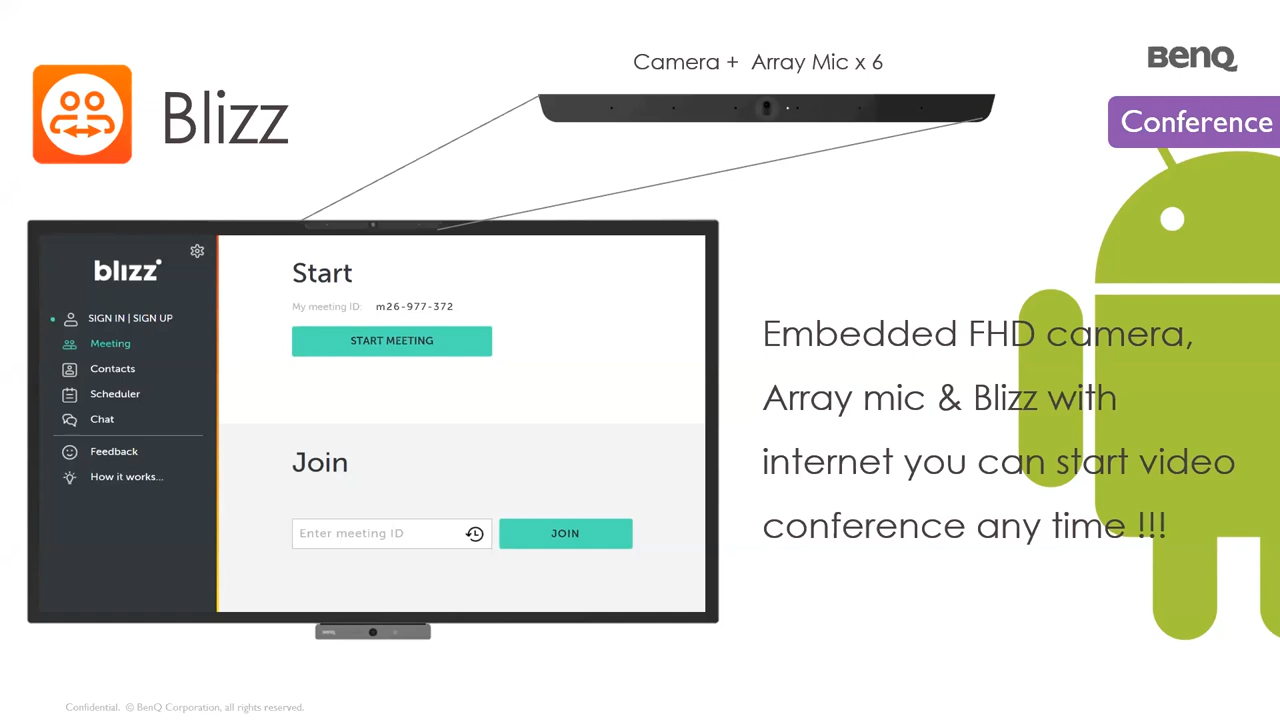 Camera + Array Mic x 6
BenQ
Blizz
Conference
blizz
SIGN IN | SIGN UP
Meeting
Contacts
Scheduler
Chat
Feedback
How it works...
Start
My meeting ID: m26-977-372
START MEETING
Join
Enter meeting ID
JOIN
Embedded FHD camera,
Array mic & Blizz with
internet you can start video
conference any time !!!
BenQ
Confidential. © BenQ Corporation, all rights reserved.